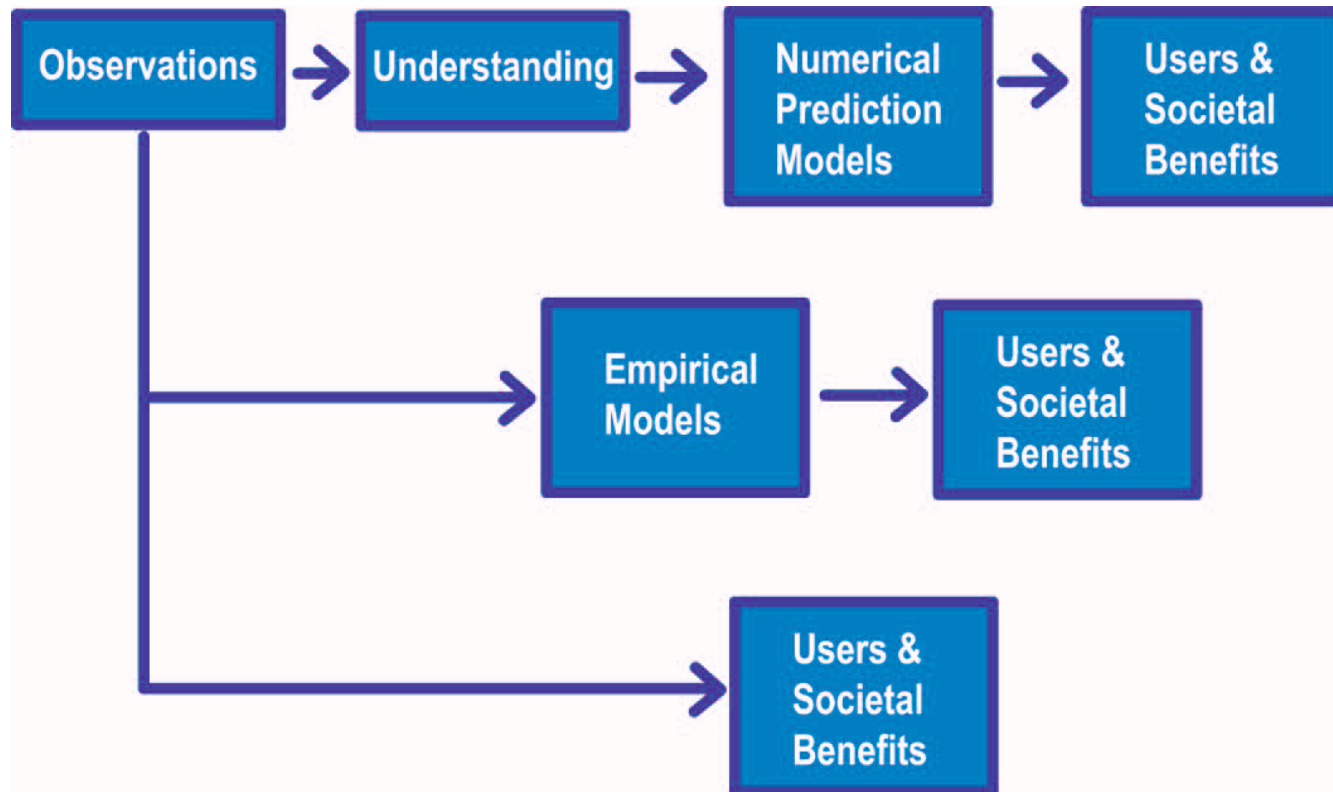 Observations
Understanding
Numerical
Prediction
Models
Users &
Societal
Benefits
Empirical
Models
Users &
Societal
Benefits
Users &
Societal
Benefits